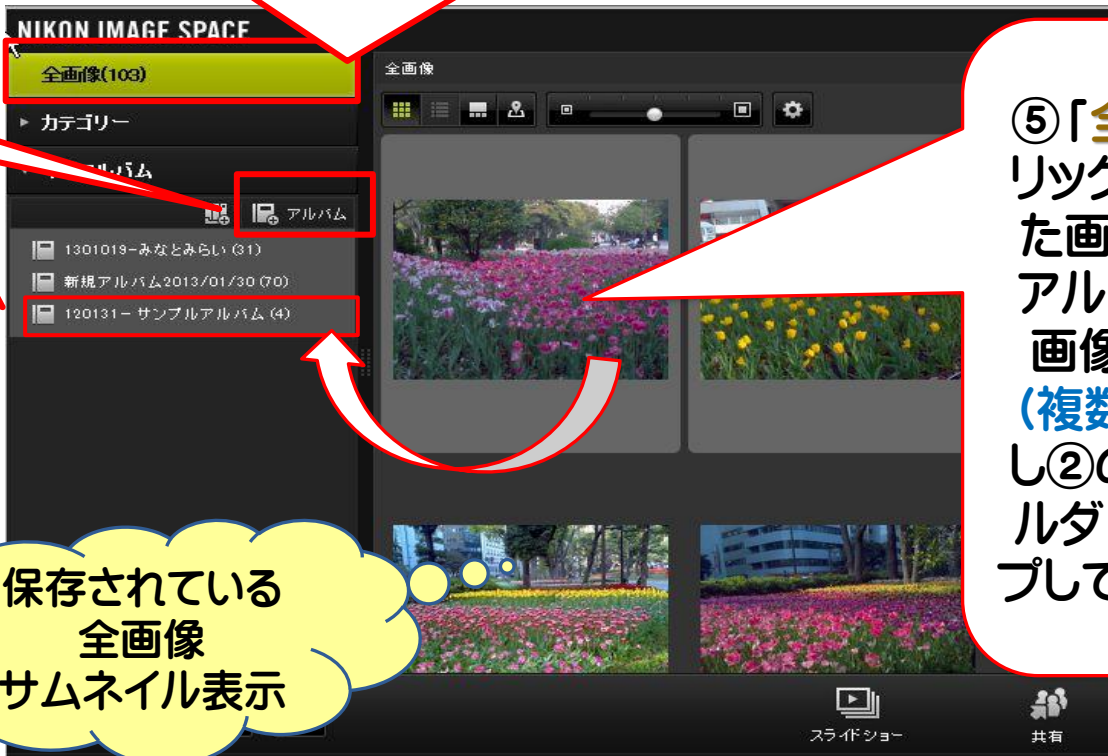 NIKON IMAGE SPACE
全画像(103)
カテゴリー
アルバム
1301019-みなとみらい (31)
新規アルバム2013/01/30 (70)
120131- サンプルアルバム (4)
全画像
保存されている
全画像
サムネイル表示
⑤「全
リック
た画
アル
画像
(複数
し②の
ルダ
プして
スライドショー
共有